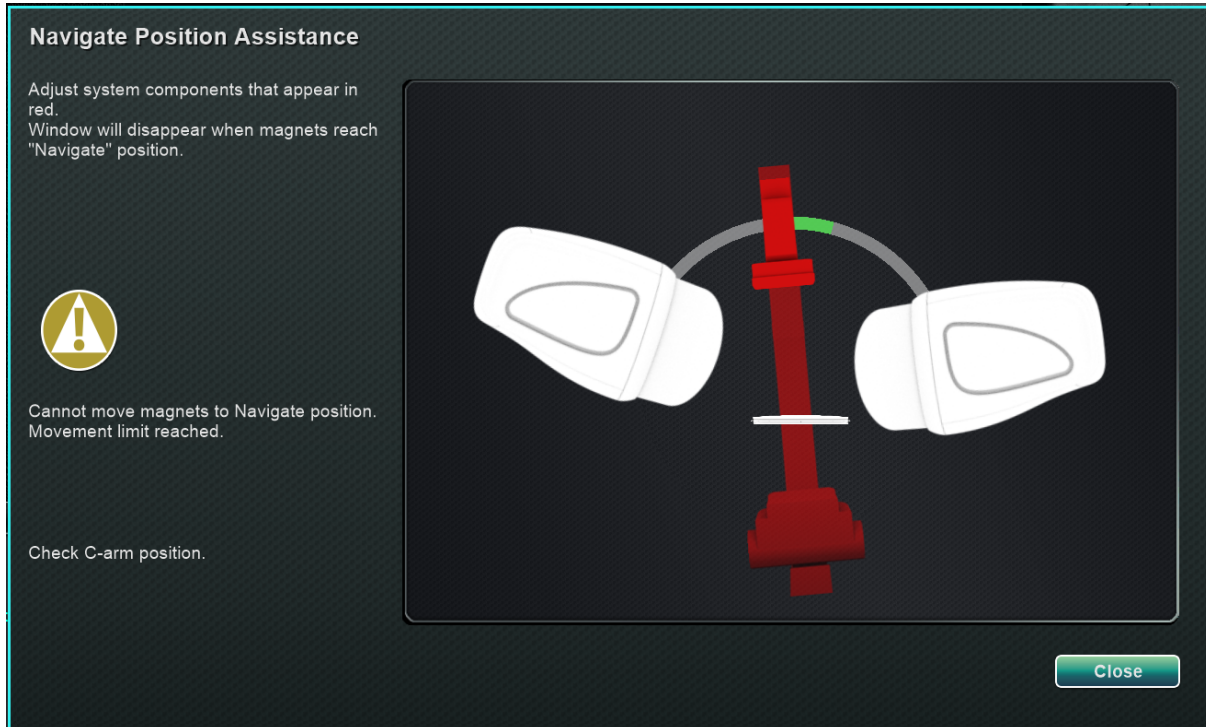 Navigate Position Assistance
Adjust system components that appear in
red.
Window will disappear when magnets reach
"Navigate" position.
Cannot move magnets to Navigate position.
Movement limit reached.
Check C-arm position.
Close